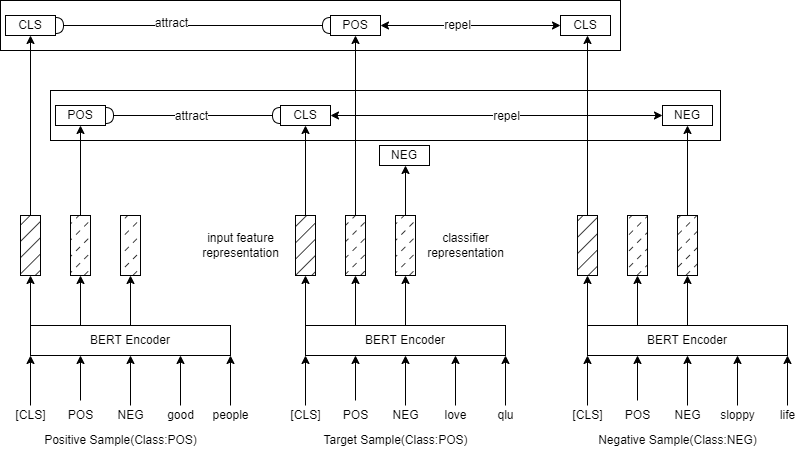 CLS attract POS repel CLS
POS attract CLS repel NEG
NEG
input feature
representation
classifier
representation
BERT Encoder BERT Encoder BERT Encoder
[CLS] POS NEG good people [CLS] POS NEG love qlu [CLS] POS NEG sloppy life
Positive Sample(Class:POS) Target Sample(Class:POS) Negative Sample(Class:NEG)